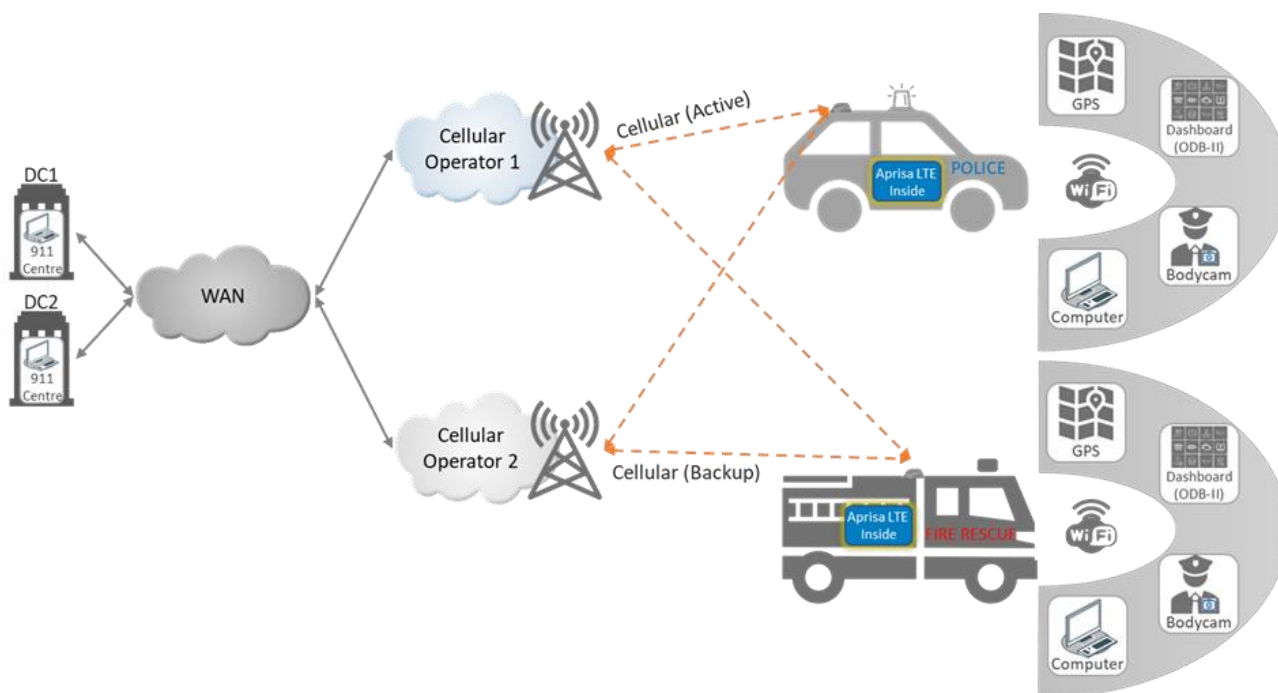 DC1
911
Centre
DC2
911
Centre
WAN
Cellular
Operator 1
Cellular
Operator 2
Cellular (Active)
Cellular (Backup)
Aprisa LTE
Inside
POLICE
GPS
Dashboard
(ODB-II)
WiFi
Bodycam
Computer
Aprisa LTE
Inside
FIRE RESCUE
GPS
Dashboard
(ODB-II)
WiFi
Bodycam
Computer